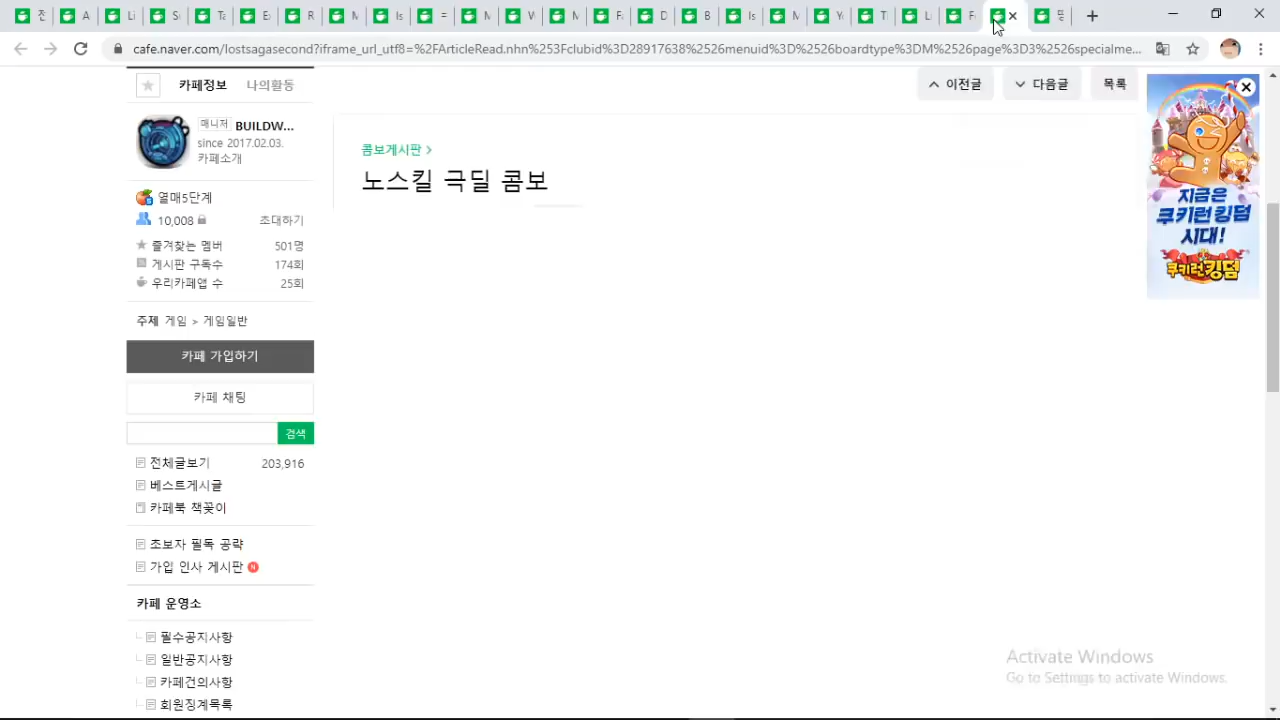 cafe.naver.com/lostsagasecond?iframe_url_utf8=%2FArticleRead.nhn%253Fclubid%3D28917638%2526menuid%3D%2526boardtype%3DM%2526page%3D3%2526specialme...
카페정보 나의활동
이전글 다음글 목록
매니저 BUILDW...
since 2017.02.03.
카페소개
콤보게시판 >
노스킬 극딜 콤보
열매5단계
10,008 초대하기
즐겨찾는 멤버 501명
게시판 구독수 174회
우리카페앱 수 25회
주제 게임 > 게임일반
카페 가입하기
카페 채팅
검색
전체글보기 203,916
베스트게시글
카페북 책꽂이
초보자 필독 공략
가입 인사 게시판 N
카페 운영소
필수공지사항
일반공지사항
카페건의사항
회원징계목록
지금은
쿠키런 킹덤
시대!
쿠키런 킹덤
Activate Windows
Go to Settings to activate Windows.